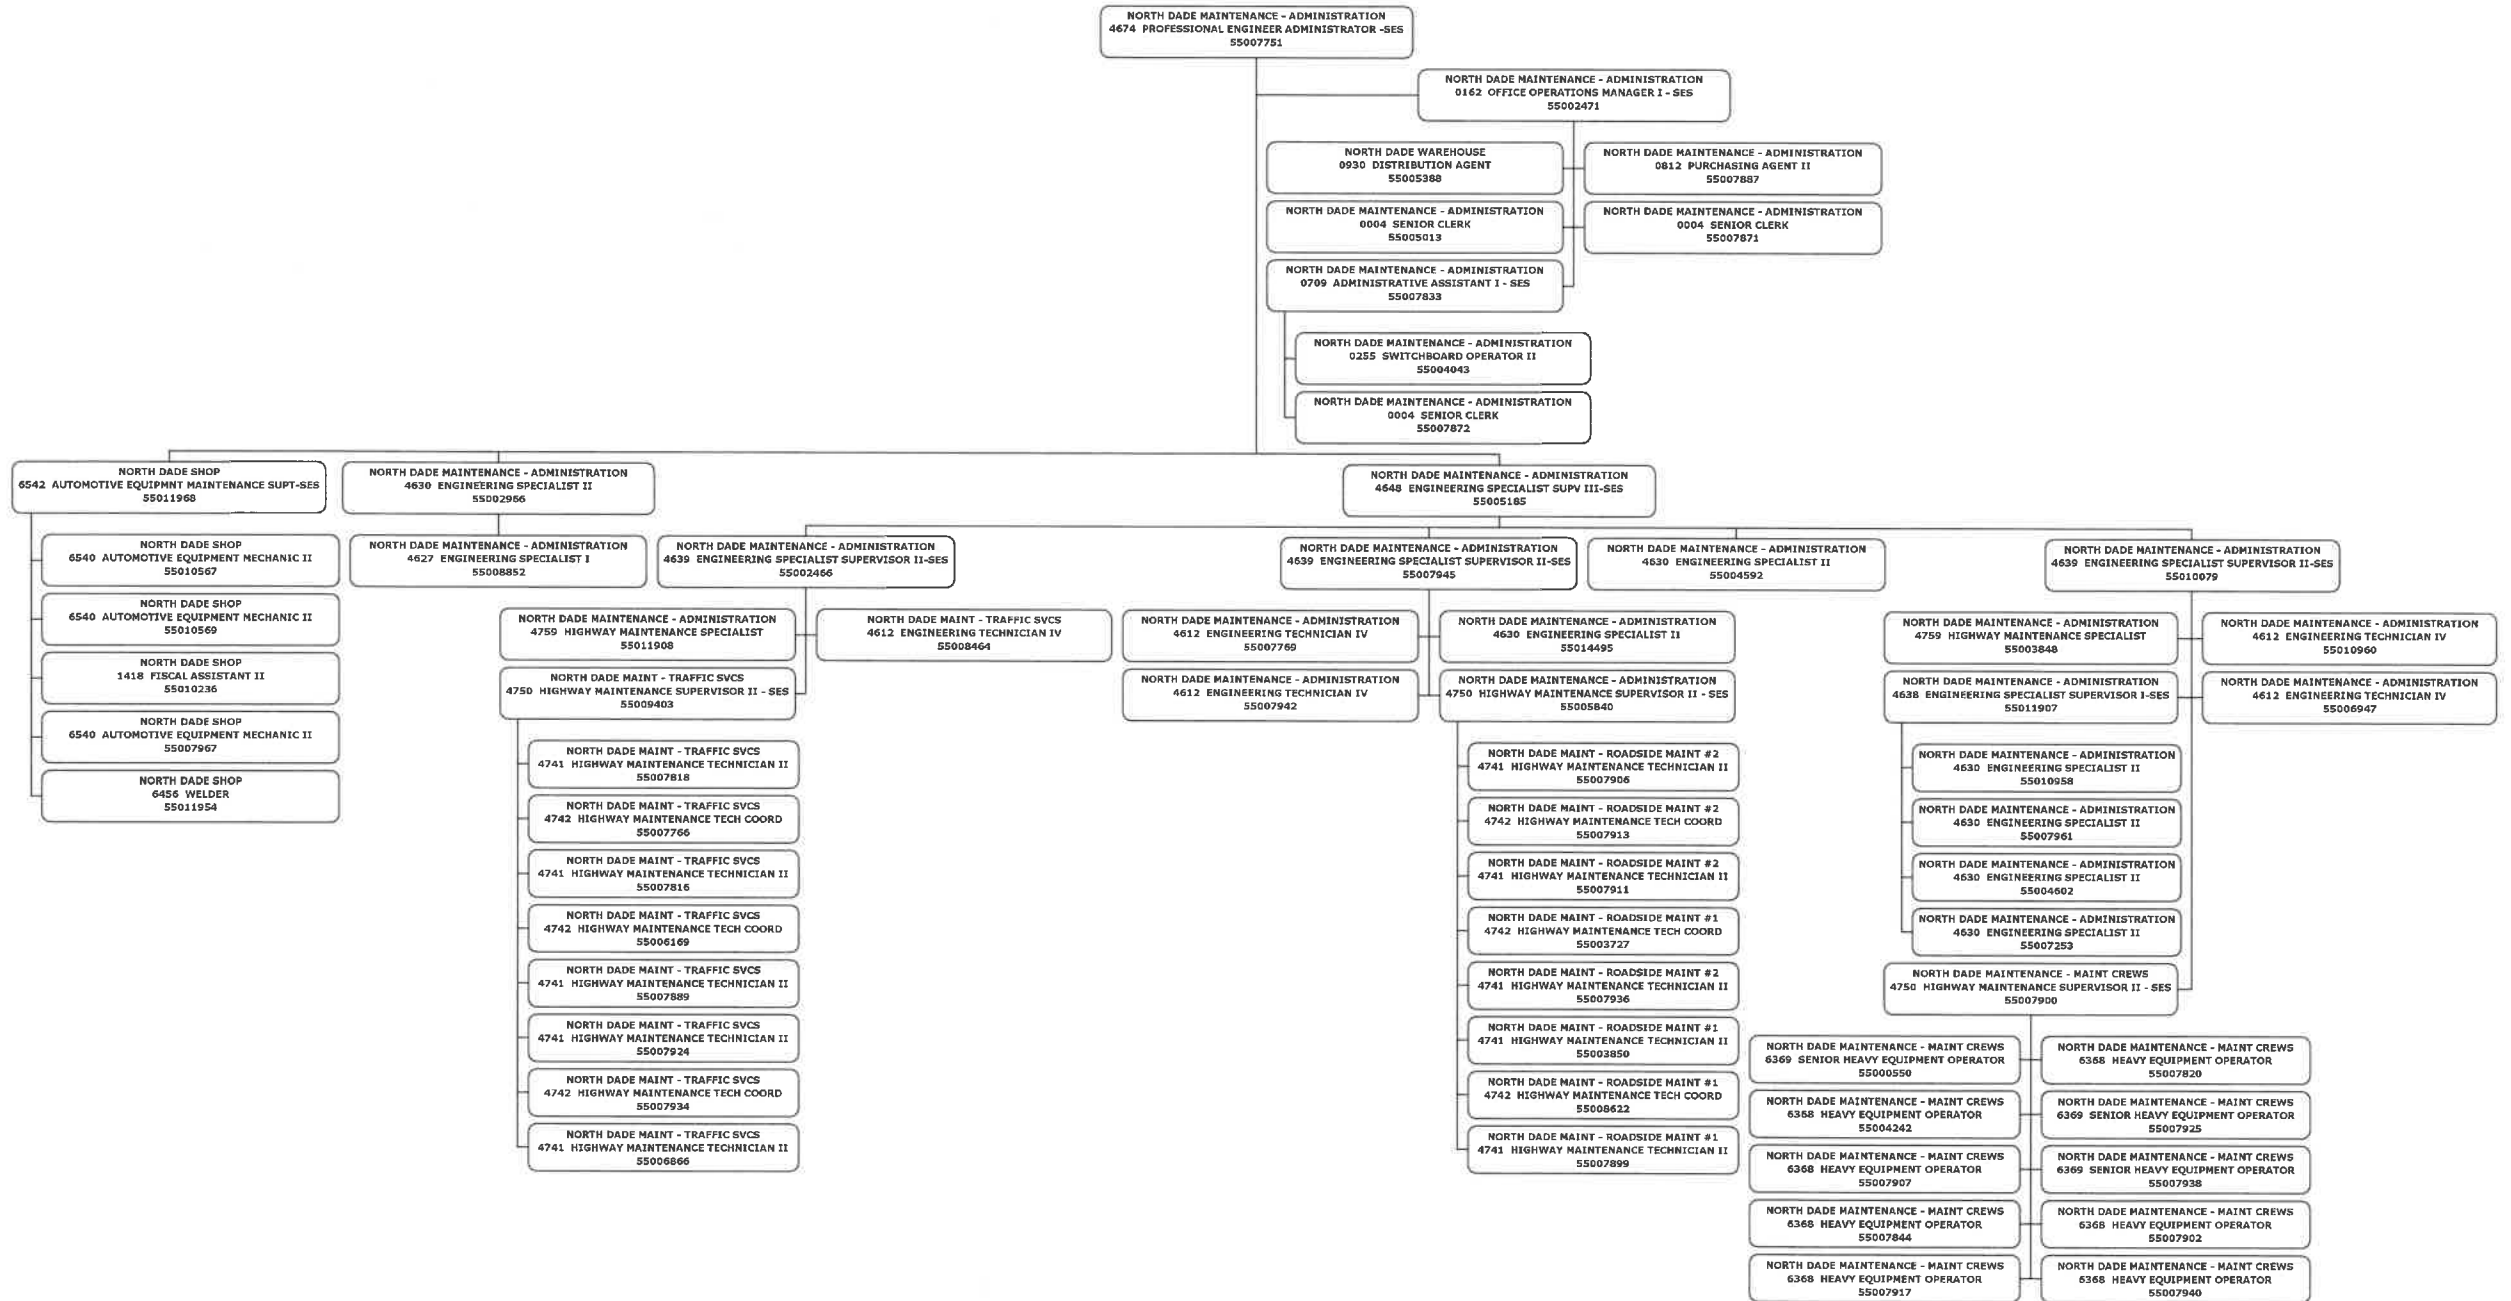 NORTH DADE MAINTENANCE - ADMINISTRATION
4674 PROFESSIONAL ENGINEER ADMINISTRATOR -SES
55007751
NORTH DADE MAINTENANCE - ADMINISTRATION
0162 OFFICE OPERATIONS MANAGER I - SES
55002471
NORTH DADE WAREHOUSE
0930 DISTRIBUTION AGENT
55005388
NORTH DADE MAINTENANCE - ADMINISTRATION
0812 PURCHASING AGENT II
55007887
NORTH DADE MAINTENANCE - ADMINISTRATION
0004 SENIOR CLERK
55005013
NORTH DADE MAINTENANCE - ADMINISTRATION
0004 SENIOR CLERK
55007871
NORTH DADE MAINTENANCE - ADMINISTRATION
0709 ADMINISTRATIVE ASSISTANT I - SES
55007833
NORTH DADE MAINTENANCE - ADMINISTRATION
0255 SWITCHBOARD OPERATOR II
55004043
NORTH DADE MAINTENANCE - ADMINISTRATION
0004 SENIOR CLERK
55007872
NORTH DADE SHOP
6542 AUTOMOTIVE EQUIPMNT MAINTENANCE SUPT-SES
55011968
NORTH DADE SHOP
6540 AUTOMOTIVE EQUIPMENT MECHANIC II
55010567
NORTH DADE SHOP
6540 AUTOMOTIVE EQUIPMENT MECHANIC II
55010569
NORTH DADE SHOP
1418 FISCAL ASSISTANT II
55010236
NORTH DADE SHOP
6540 AUTOMOTIVE EQUIPMENT MECHANIC II
55007967
NORTH DADE SHOP
6456 WELDER
55011954
NORTH DADE MAINTENANCE - ADMINISTRATION
4630 ENGINEERING SPECIALIST II
55002966
NORTH DADE MAINTENANCE - ADMINISTRATION
4627 ENGINEERING SPECIALIST I
55008852
NORTH DADE MAINTENANCE - ADMINISTRATION
4648 ENGINEERING SPECIALIST SUPV III-SES
55005185
NORTH DADE MAINTENANCE - ADMINISTRATION
4639 ENGINEERING SPECIALIST SUPERVISOR II-SES
55002466
NORTH DADE MAINTENANCE - ADMINISTRATION
4759 HIGHWAY MAINTENANCE SPECIALIST
55011908
NORTH DADE MAINT - TRAFFIC SVCS
4612 ENGINEERING TECHNICIAN IV
55008464
NORTH DADE MAINT - TRAFFIC SVCS
4750 HIGHWAY MAINTENANCE SUPERVISOR II - SES
55009403
NORTH DADE MAINT - TRAFFIC SVCS
4741 HIGHWAY MAINTENANCE TECHNICIAN II
55007818
NORTH DADE MAINT - TRAFFIC SVCS
4742 HIGHWAY MAINTENANCE TECH COORD
55007766
NORTH DADE MAINT - TRAFFIC SVCS
4741 HIGHWAY MAINTENANCE TECHNICIAN II
55007816
NORTH DADE MAINT - TRAFFIC SVCS
4742 HIGHWAY MAINTENANCE TECH COORD
55006169
NORTH DADE MAINT - TRAFFIC SVCS
4741 HIGHWAY MAINTENANCE TECHNICIAN II
55007889
NORTH DADE MAINT - TRAFFIC SVCS
4741 HIGHWAY MAINTENANCE TECHNICIAN II
55007924
NORTH DADE MAINT - TRAFFIC SVCS
4742 HIGHWAY MAINTENANCE TECH COORD
55007934
NORTH DADE MAINT - TRAFFIC SVCS
4741 HIGHWAY MAINTENANCE TECHNICIAN II
55006866
NORTH DADE MAINTENANCE - ADMINISTRATION
4639 ENGINEERING SPECIALIST SUPERVISOR II-SES
55007945
NORTH DADE MAINTENANCE - ADMINISTRATION
4612 ENGINEERING TECHNICIAN IV
55007769
NORTH DADE MAINTENANCE - ADMINISTRATION
4630 ENGINEERING SPECIALIST II
55014495
NORTH DADE MAINTENANCE - ADMINISTRATION
4612 ENGINEERING TECHNICIAN IV
55007942
NORTH DADE MAINTENANCE - ADMINISTRATION
4750 HIGHWAY MAINTENANCE SUPERVISOR II - SES
55005840
NORTH DADE MAINT - ROADSIDE MAINT #2
4741 HIGHWAY MAINTENANCE TECHNICIAN II
55007906
NORTH DADE MAINT - ROADSIDE MAINT #2
4742 HIGHWAY MAINTENANCE TECH COORD
55007913
NORTH DADE MAINT - ROADSIDE MAINT #2
4741 HIGHWAY MAINTENANCE TECHNICIAN II
55007911
NORTH DADE MAINT - ROADSIDE MAINT #1
4742 HIGHWAY MAINTENANCE TECH COORD
55003727
NORTH DADE MAINT - ROADSIDE MAINT #2
4741 HIGHWAY MAINTENANCE TECHNICIAN II
55007936
NORTH DADE MAINT - ROADSIDE MAINT #1
4741 HIGHWAY MAINTENANCE TECHNICIAN II
55003850
NORTH DADE MAINT - ROADSIDE MAINT #1
4742 HIGHWAY MAINTENANCE TECH COORD
55008622
NORTH DADE MAINT - ROADSIDE MAINT #1
4741 HIGHWAY MAINTENANCE TECHNICIAN II
55007899
NORTH DADE MAINTENANCE - ADMINISTRATION
4630 ENGINEERING SPECIALIST II
55004592
NORTH DADE MAINTENANCE - ADMINISTRATION
4639 ENGINEERING SPECIALIST SUPERVISOR II-SES
55010079
NORTH DADE MAINTENANCE - ADMINISTRATION
4759 HIGHWAY MAINTENANCE SPECIALIST
55003848
NORTH DADE MAINTENANCE - ADMINISTRATION
4612 ENGINEERING TECHNICIAN IV
55010960
NORTH DADE MAINTENANCE - ADMINISTRATION
4638 ENGINEERING SPECIALIST SUPERVISOR I-SES
55011907
NORTH DADE MAINTENANCE - ADMINISTRATION
4612 ENGINEERING TECHNICIAN IV
55006947
NORTH DADE MAINTENANCE - ADMINISTRATION
4630 ENGINEERING SPECIALIST II
55010958
NORTH DADE MAINTENANCE - ADMINISTRATION
4630 ENGINEERING SPECIALIST II
55007961
NORTH DADE MAINTENANCE - ADMINISTRATION
4630 ENGINEERING SPECIALIST II
55004602
NORTH DADE MAINTENANCE - ADMINISTRATION
4630 ENGINEERING SPECIALIST II
55007253
NORTH DADE MAINTENANCE - MAINT CREWS
4750 HIGHWAY MAINTENANCE SUPERVISOR II - SES
55007900
NORTH DADE MAINTENANCE - MAINT CREWS
6369 SENIOR HEAVY EQUIPMENT OPERATOR
55000550
NORTH DADE MAINTENANCE - MAINT CREWS
6368 HEAVY EQUIPMENT OPERATOR
55007820
NORTH DADE MAINTENANCE - MAINT CREWS
6368 HEAVY EQUIPMENT OPERATOR
55004242
NORTH DADE MAINTENANCE - MAINT CREWS
6369 SENIOR HEAVY EQUIPMENT OPERATOR
55007925
NORTH DADE MAINTENANCE - MAINT CREWS
6368 HEAVY EQUIPMENT OPERATOR
55007907
NORTH DADE MAINTENANCE - MAINT CREWS
6369 SENIOR HEAVY EQUIPMENT OPERATOR
55007938
NORTH DADE MAINTENANCE - MAINT CREWS
6368 HEAVY EQUIPMENT OPERATOR
55007844
NORTH DADE MAINTENANCE - MAINT CREWS
6368 HEAVY EQUIPMENT OPERATOR
55007902
NORTH DADE MAINTENANCE - MAINT CREWS
6368 HEAVY EQUIPMENT OPERATOR
55007917
NORTH DADE MAINTENANCE - MAINT CREWS
6368 HEAVY EQUIPMENT OPERATOR
55007940